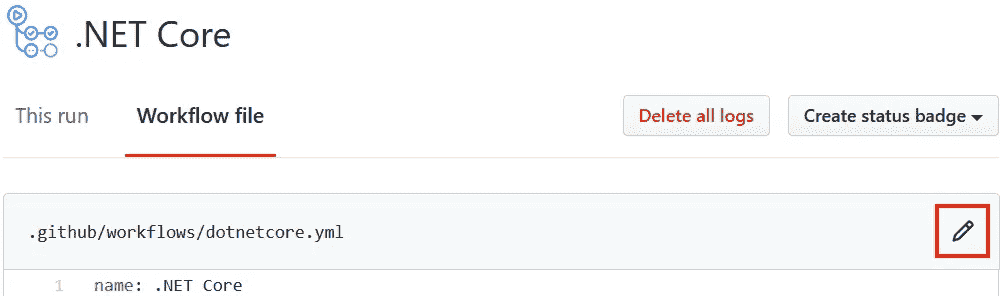 .NET Core
This run
Workflow file
Delete all logs
Create status badge
.github/workflows/dotnetcore.yml
1 name: .NET Core